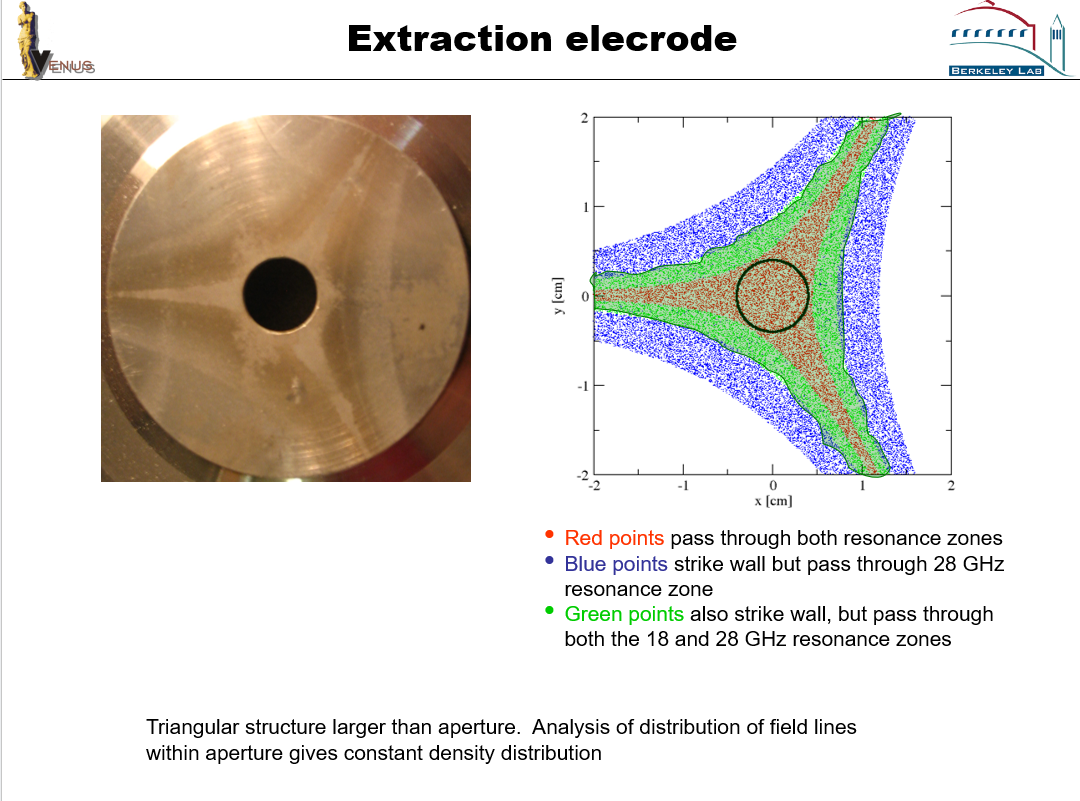 VENUS
Extraction elecrode
BERKELEY LAB
2
1
0
-1
-2
y [cm]
-2
-1
0
1
2
x [cm]
• Red points pass through both resonance zones
• Blue points strike wall but pass through 28 GHz
resonance zone
• Green points also strike wall, but pass through
both the 18 and 28 GHz resonance zones
Triangular structure larger than aperture. Analysis of distribution of field lines
within aperture gives constant density distribution